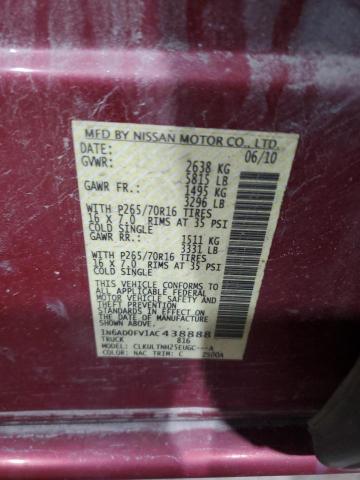 MFD BY NISSAN MOTOR CO., LTD.
DATE: 06/10
GVWR: 2638 KG
5815 LB
GAWR FR: 1495 KG
3296 LB
WITH P265/70R16 TIRES
16 X 7.0 RIMS AT 35 PSI
COLD SINGLE
GAWR RR: 1511 KG
3331 LB
WITH P265/70R16 TIRES
16 X 7.0 RIMS AT 35 PSI
COLD SINGLE
THIS VEHICLE CONFORMS TO
ALL APPLICABLE FEDERAL
MOTOR VEHICLE SAFETY
AND THEFT PREVENTION
STANDARDS IN EFFECT ON THE
DATE OF MANUFACTURE
1N6AD0FV1AC438888
TRUCK 816
MODEL: CLKULTNH25EUGC---A
COLOR: NAC TRIM: C 2500A